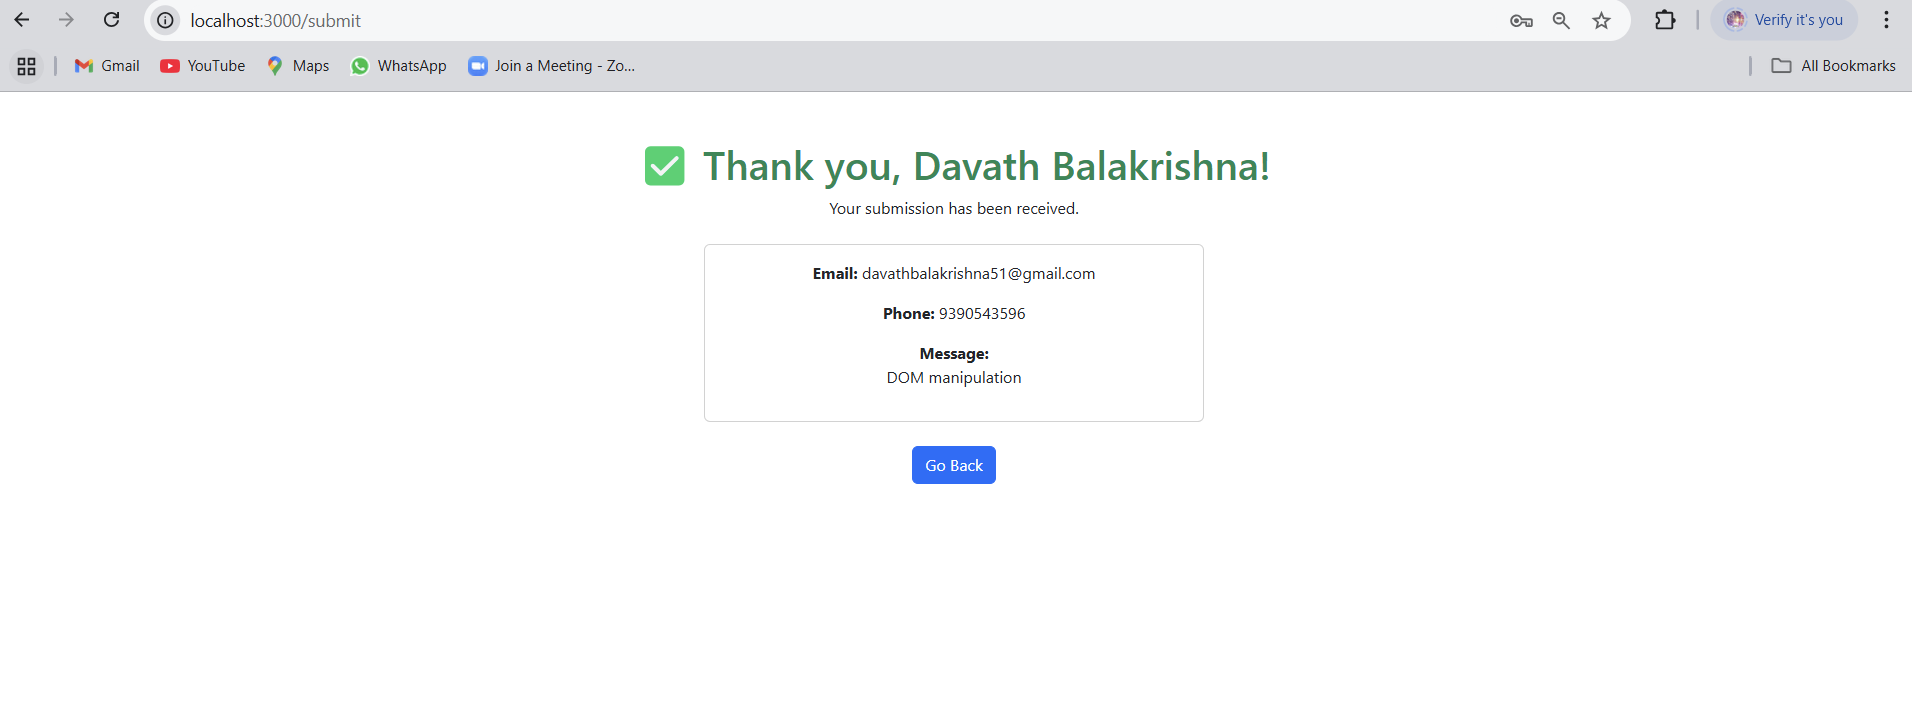 localhost:3000/submit
Verify it's you
Gmail
YouTube
Maps
WhatsApp
Join a Meeting - Zo...
All Bookmarks
Thank you, Davath Balakrishna!
Your submission has been received.
Email: davathbalakrishna51@gmail.com
Phone: 9390543596
Message:
DOM manipulation
Go Back